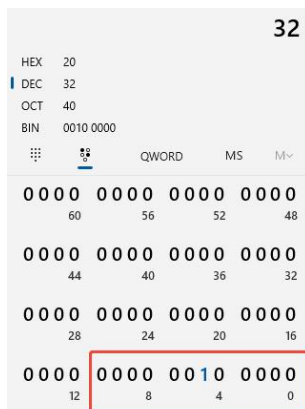 32
HEX 20
DEC 32
OCT 40
BIN 0010 0000
QWORD MS M
0000 0000 0000 0000
60 56 52 48
0000 0000 0000 0000
44 40 36 32
0000 0000 0000 0000
28 24 20 16
0000 0000 0010 0000
12 8 4 0